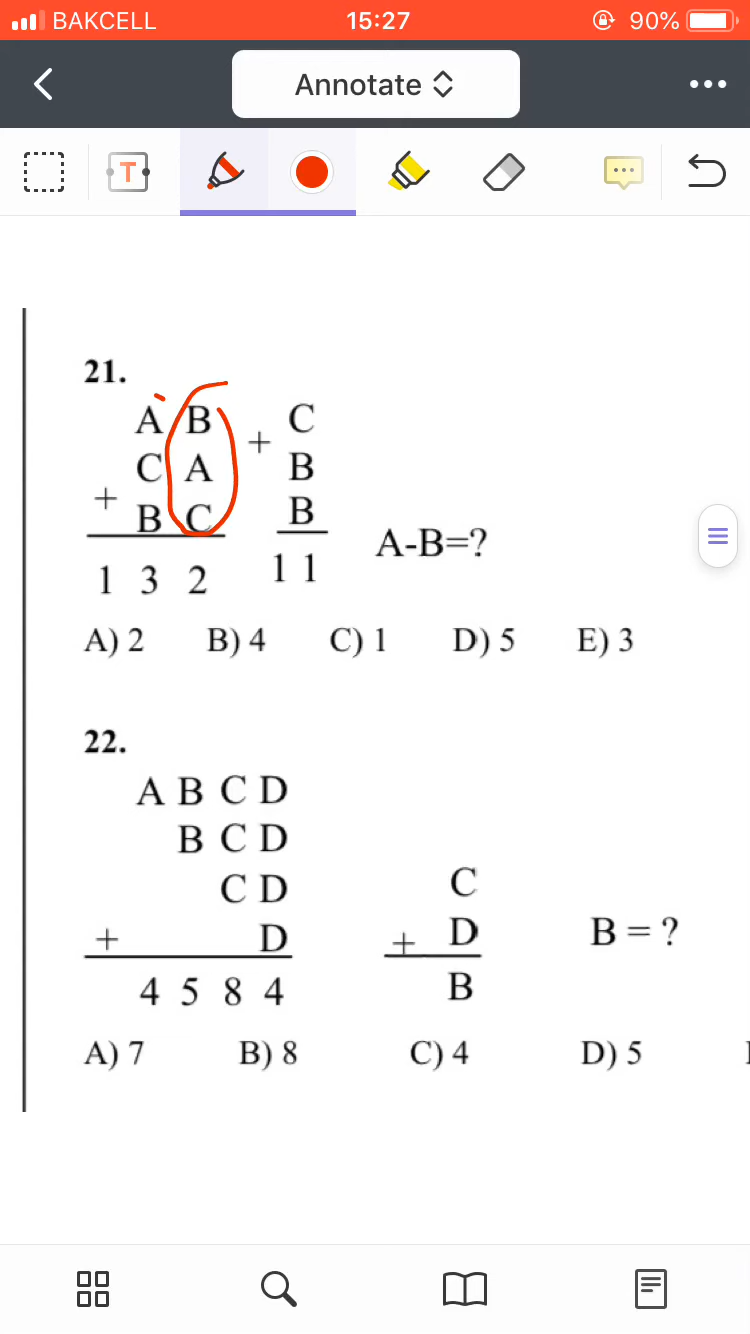 BAKCELL 15:27 90%
Annotate
T
21.
A B
C A
+ B C
1 3 2
C
+ B
B
1 1
A-B=?
A) 2 B) 4 C) 1 D) 5 E) 3
22.
A B C D
B C D
C D
+ D
4 5 8 4
C
+ D
B
B = ?
A) 7 B) 8 C) 4 D) 5